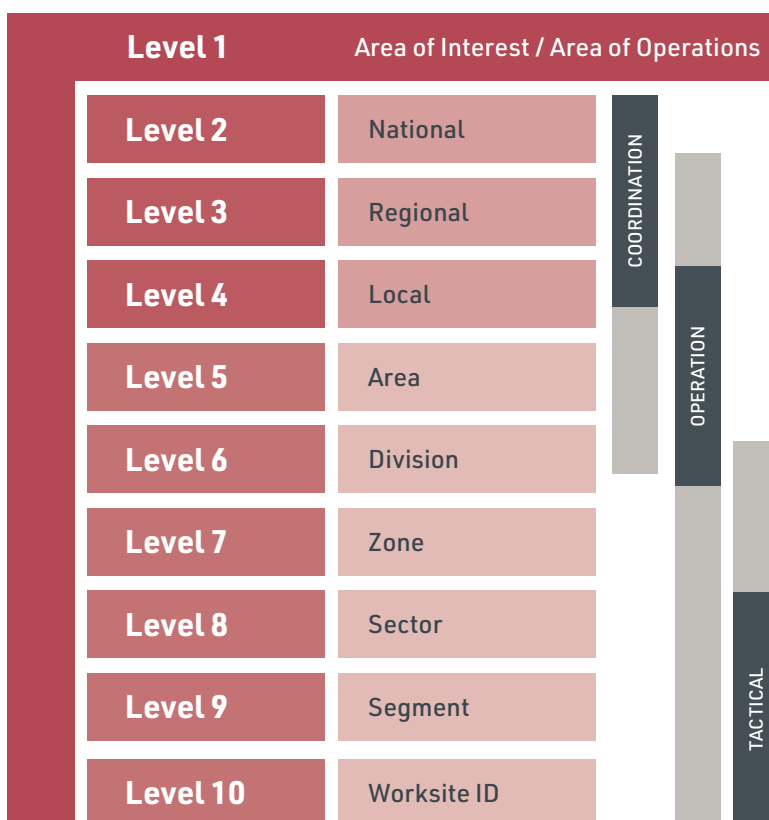 Level 1 Area of Interest / Area of Operations
Level 2 National
Level 3 Regional
Level 4 Local
Level 5 Area
Level 6 Division
Level 7 Zone
Level 8 Sector
Level 9 Segment
Level 10 Worksite ID
COORDINATION
OPERATION
TACTICAL